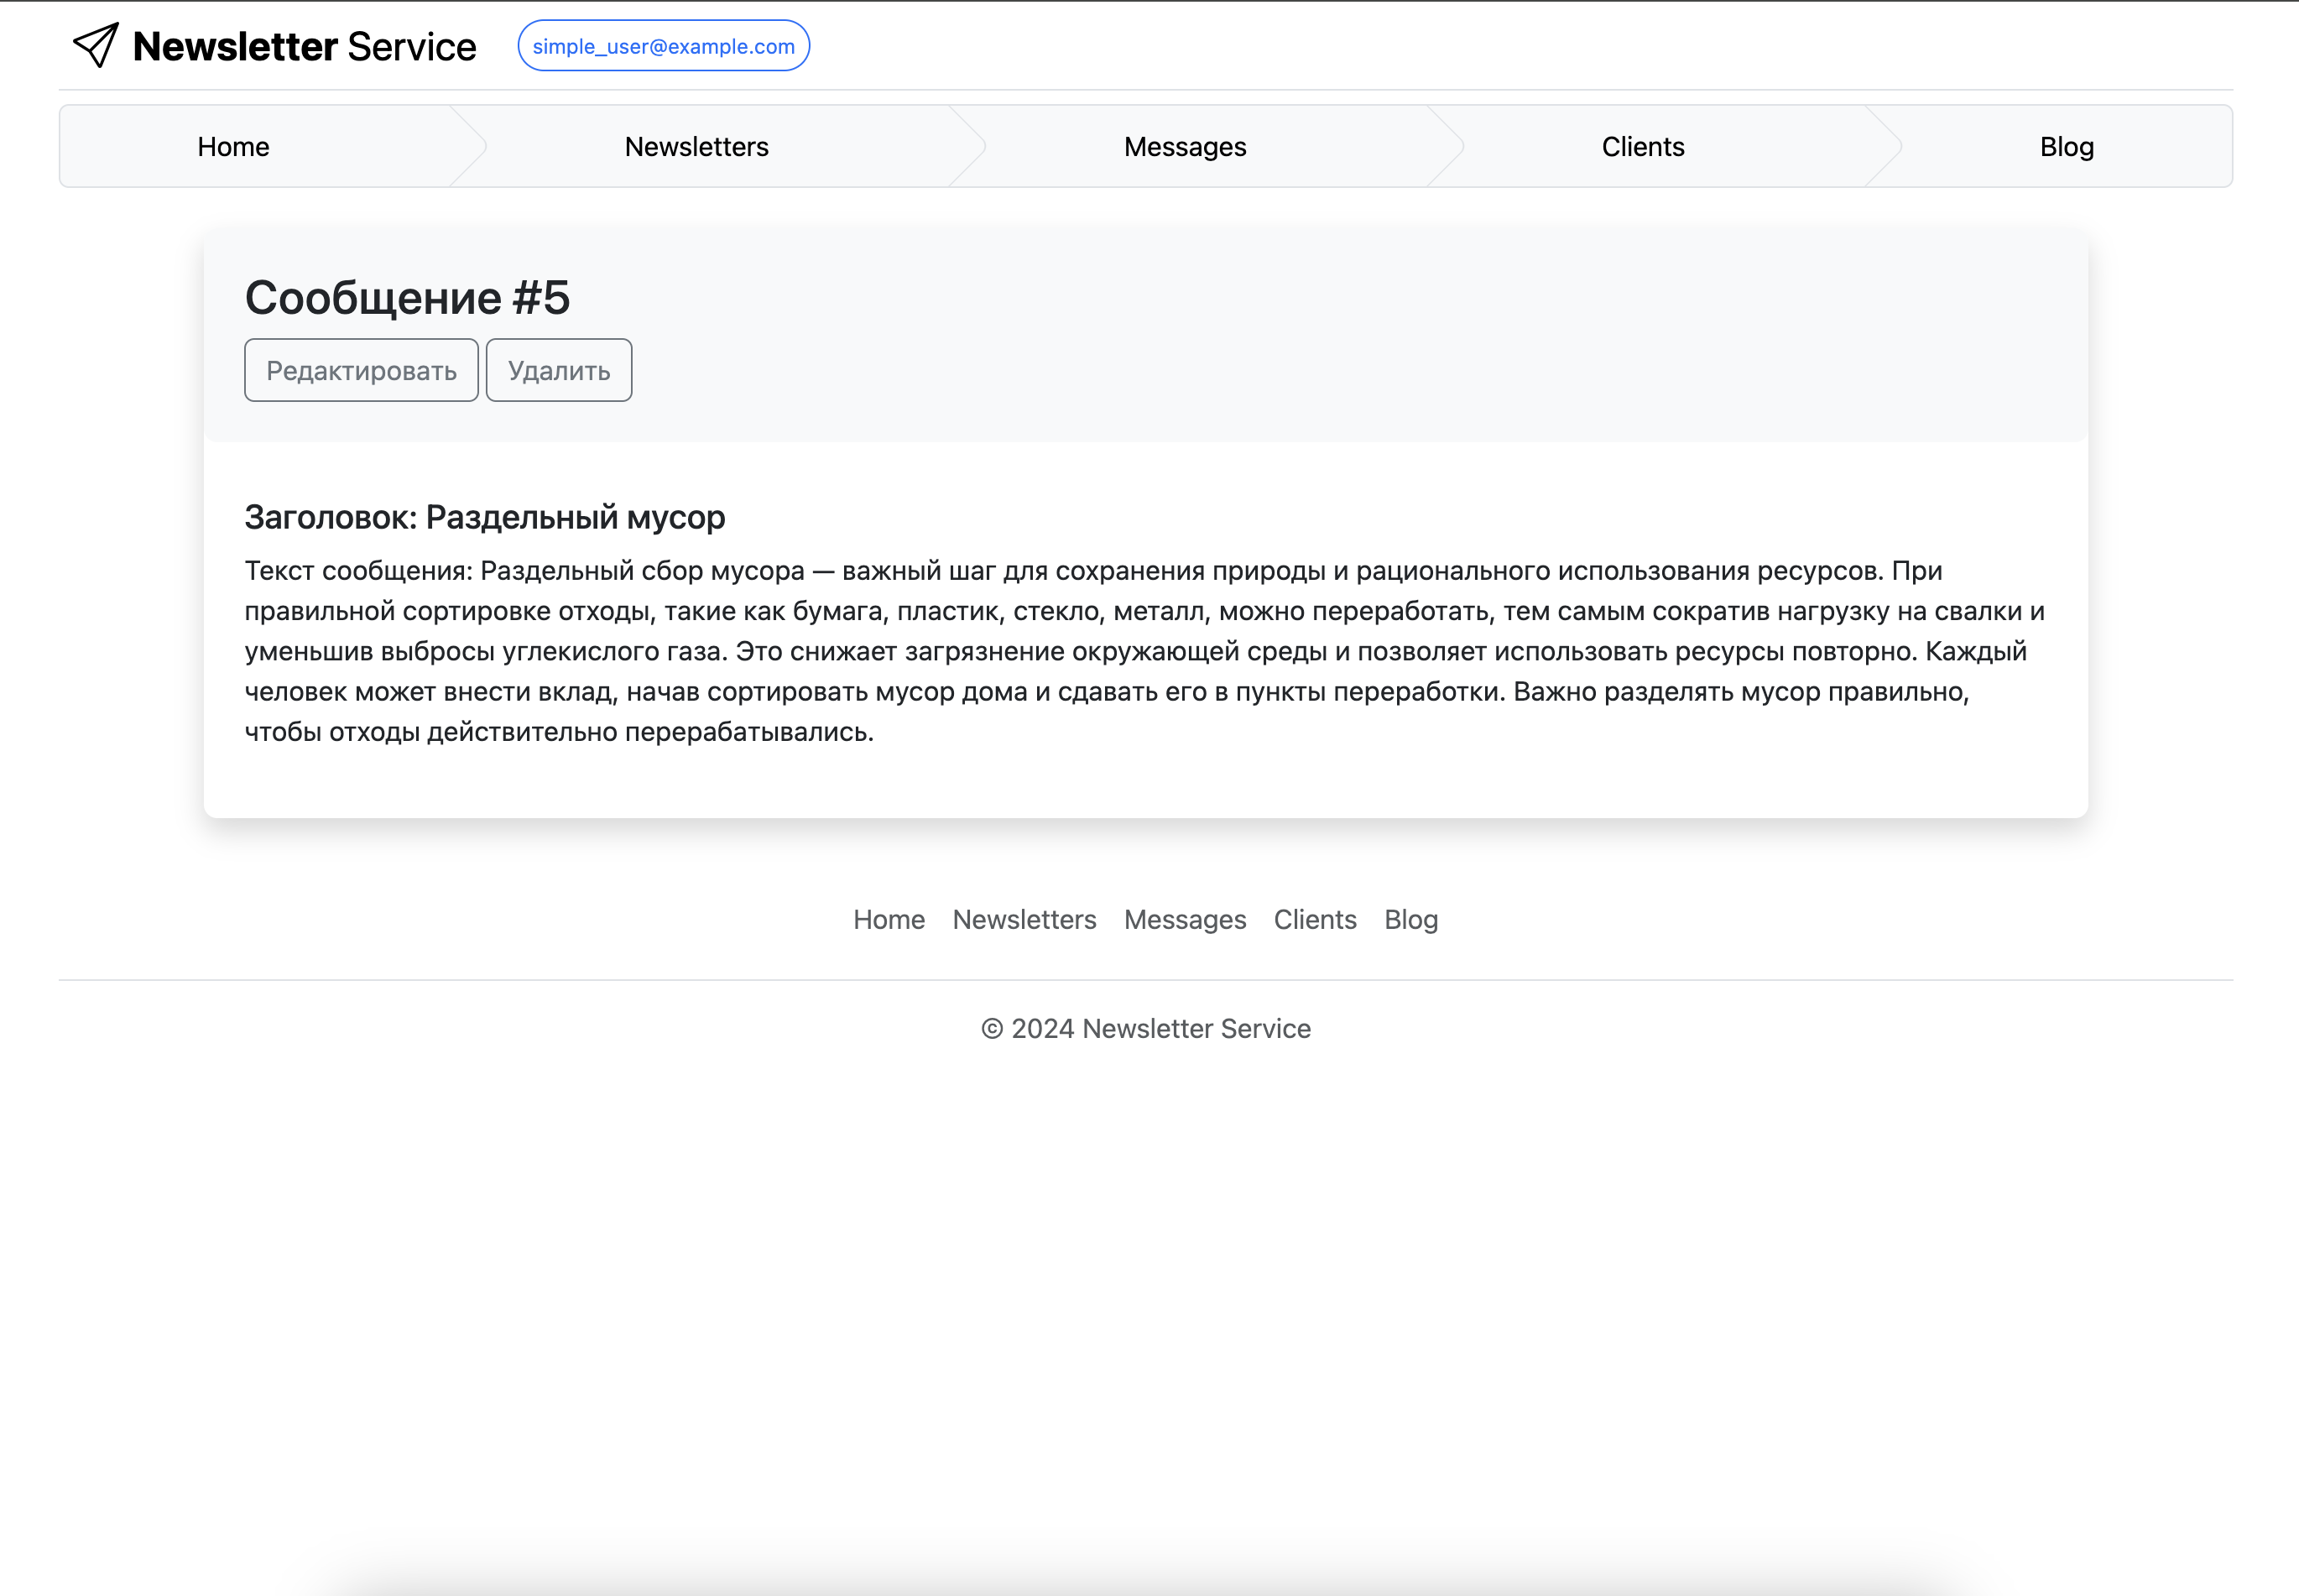 Newsletter Service
simple_user@example.com
Home
Newsletters
Messages
Clients
Blog
Сообщение #5
Редактировать
Удалить
Заголовок: Раздельный мусор
Текст сообщения: Раздельный сбор мусора — важный шаг для сохранения природы и рационального использования ресурсов. При
правильной сортировке отходы, такие как бумага, пластик, стекло, металл, можно переработать, тем самым сократив нагрузку на свалки и
уменьшив выбросы углекислого газа. Это снижает загрязнение окружающей среды и позволяет использовать ресурсы повторно. Каждый
человек может внести вклад, начав сортировать мусор дома и сдавать его в пункты переработки. Важно разделять мусор правильно,
чтобы отходы действительно перерабатывались.
Home Newsletters Messages Clients Blog
© 2024 Newsletter Service